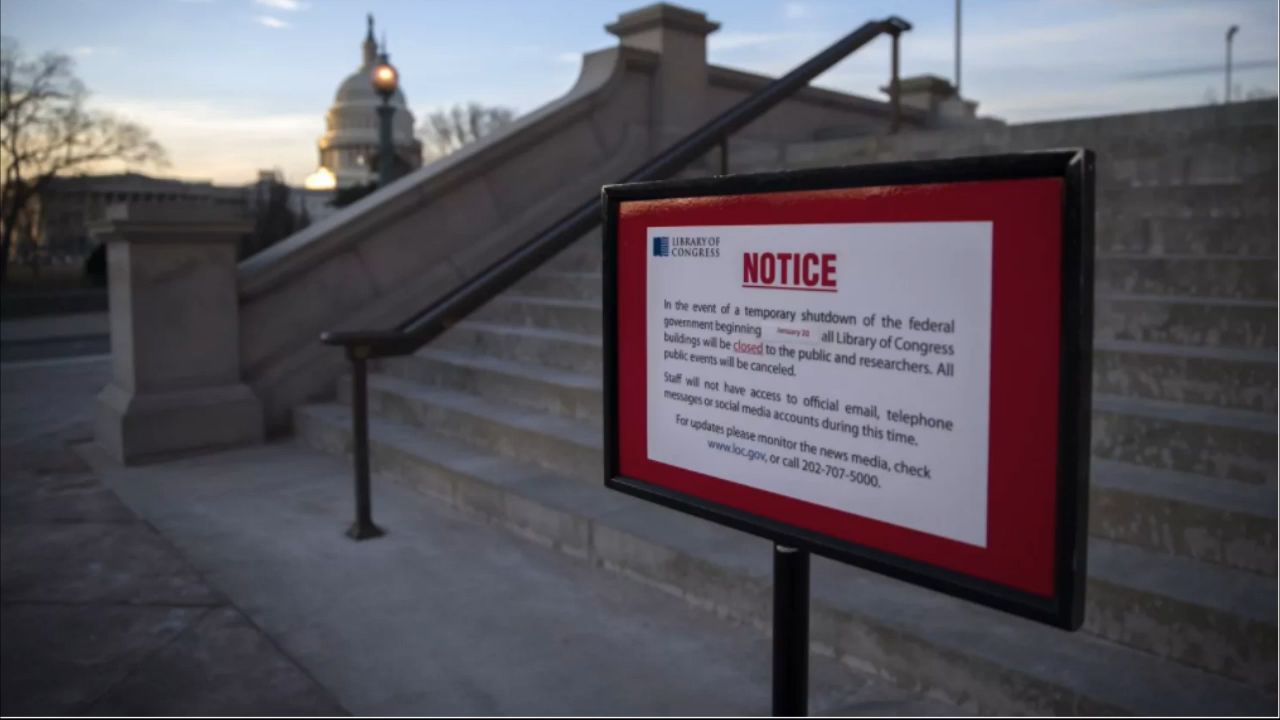 LIBRARY OF
CONGRESS
NOTICE
In the event of a temporary shutdown of the federal
government beginning January 20 all Library of Congress
buildings will be closed to the public and researchers. All
public events will be canceled.
Staff will not have access to official email, telephone
messages or social media accounts during this time.
For updates please monitor the news media, check
www.loc.gov, or call 202-707-5000.